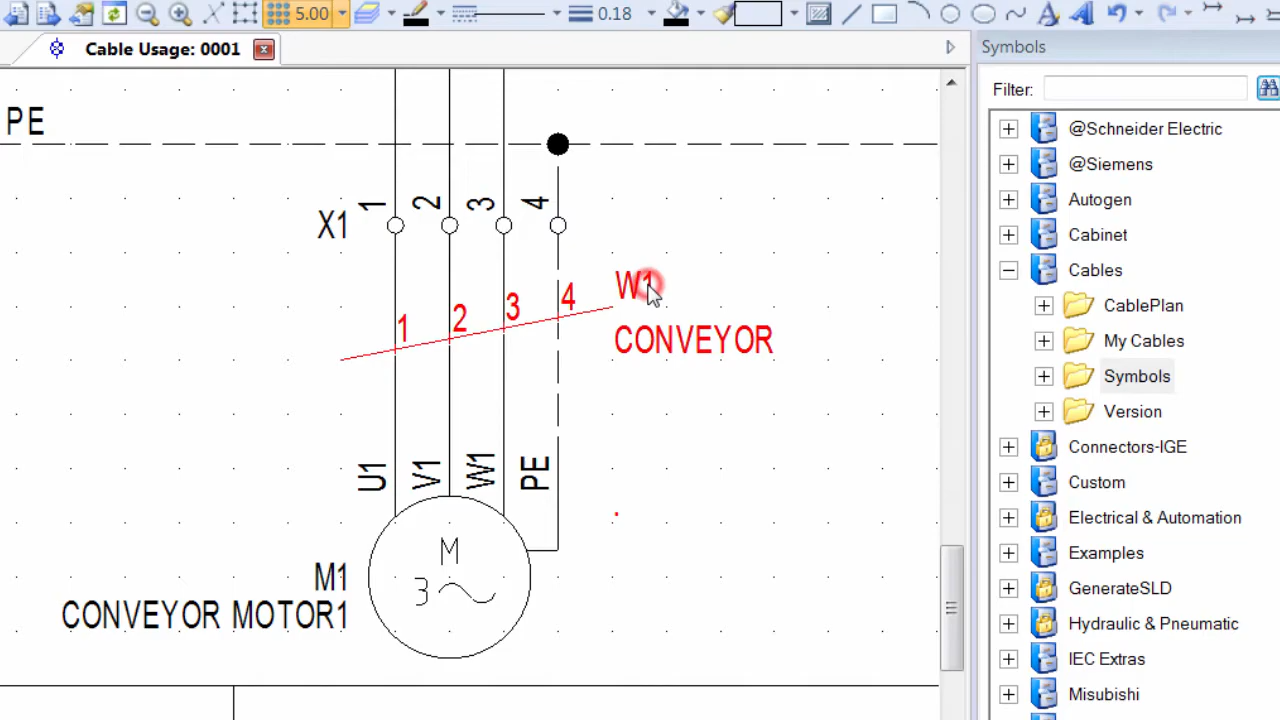 5.00
0.18
Cable Usage: 0001
Symbols
Filter:
PE
X1
1
2
3
4
W1
CONVEYOR
1
2
3
4
U1
V1
W1
PE
M
3
M1
CONVEYOR MOTOR1
@Schneider Electric
@Siemens
Autogen
Cabinet
Cables
CablePlan
My Cables
Symbols
Version
Connectors-IGE
Custom
Electrical & Automation
Examples
GenerateSLD
Hydraulic & Pneumatic
IEC Extras
Misubishi